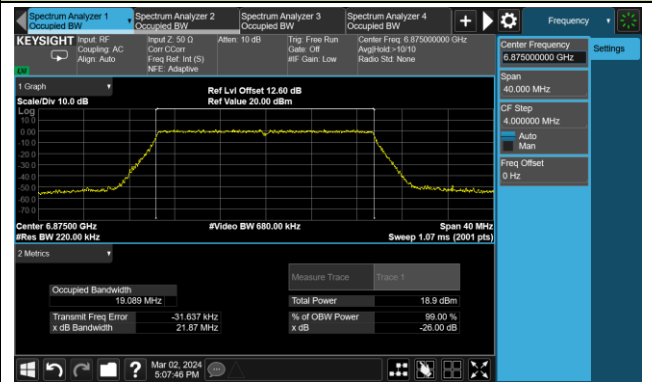 Spectrum Analyzer 1
Occupied BW
Spectrum Analyzer 2
Occupied BW
Spectrum Analyzer 3
Occupied BW
Spectrum Analyzer 4
Occupied BW
Frequency
KEYSIGHT
Input: RF
Coupling: AC
Align: Auto
Input Z: 50 Ω
Corr CCorr
Freq Ref: Int (S)
NFE: Adaptive
Atten: 10 dB
Trig: Free Run
Gate: Off
#IF Gain: Low
Center Freq: 6.875000000 GHz
Avg|Hold:>10/10
Radio Std: None
Center Frequency
6.875000000 GHz
Settings
Span
40.000 MHz
CF Step
4.000000 MHz
Auto
Man
Freq Offset
0 Hz
1 Graph
Scale/Div 10.0 dB
Ref Lvl Offset 12.60 dB
Ref Value 20.00 dBm
Log
10.0
0.00
-10.0
-20.0
-30.0
-40.0
-50.0
-60.0
-70.0
Center 6.87500 GHz
#Video BW 680.00 kHz
Span 40 MHz
#Res BW 220.00 kHz
Sweep 1.07 ms (2001 pts)
2 Metrics
Measure Trace
Trace 1
Occupied Bandwidth
19.089 MHz
Total Power
18.9 dBm
Transmit Freq Error
-31.637 kHz
% of OBW Power
99.00 %
x dB Bandwidth
21.87 MHz
x dB
-26.00 dB
Mar 02, 2024
5:07:46 PM